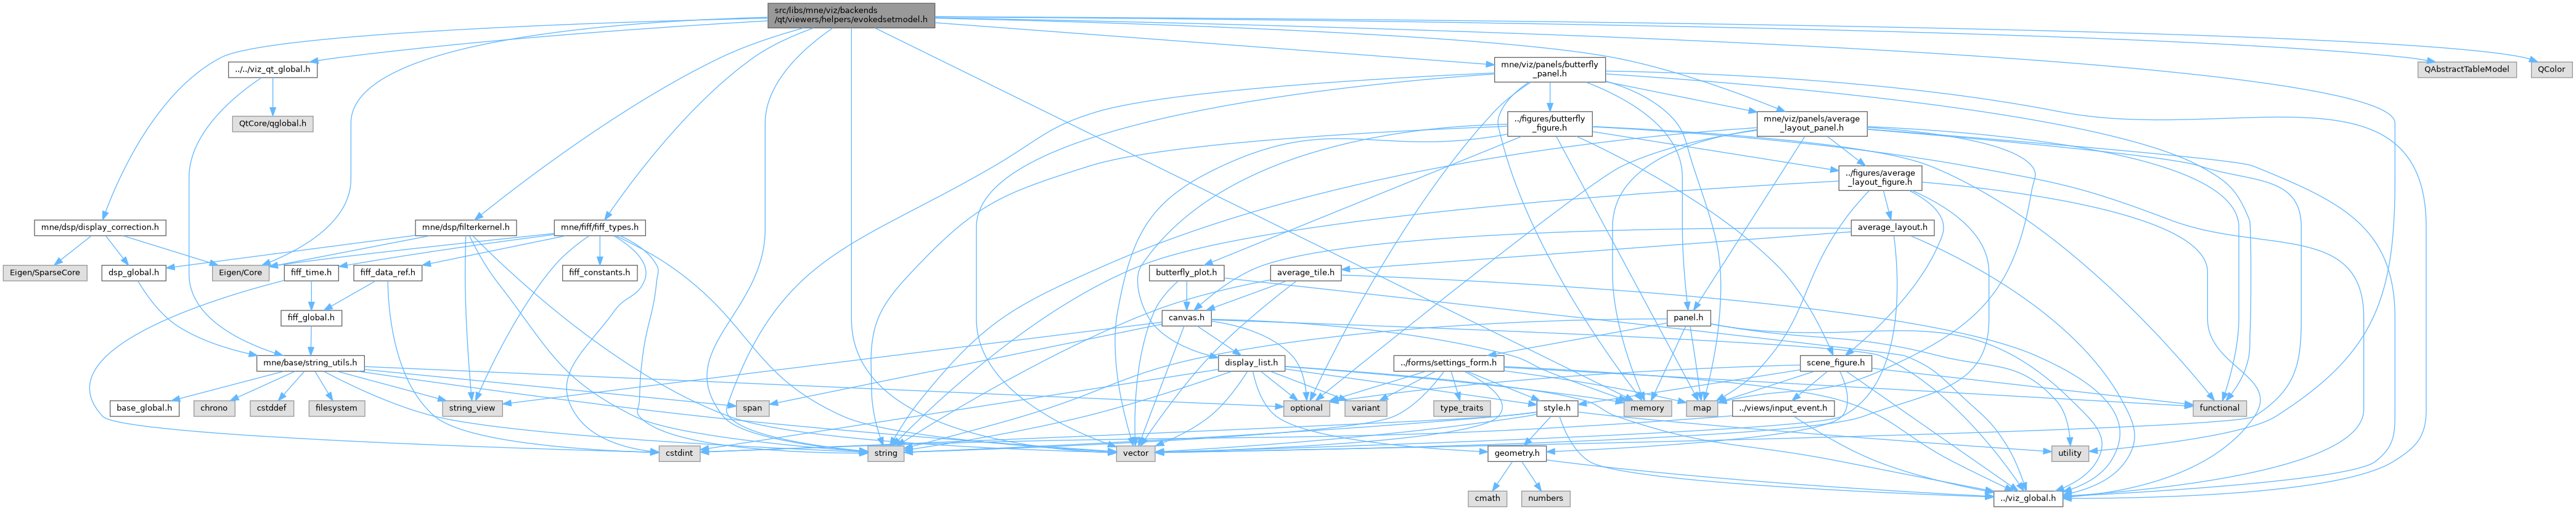 src/libs/mne/viz/backends
/qt/viewers/helpers/evokedsetmodel.h
../../viz_qt_global.h
mne/viz/panels/butterfly
_panel.h
QAbstractTableModel
QColor
QtCore/qglobal.h
../figures/butterfly
_figure.h
mne/viz/panels/average
_layout_panel.h
../figures/average
_layout_figure.h
mne/dsp/display_correction.h
mne/dsp/filterkernel.h
mne/fiff/fiff_types.h
average_layout.h
Eigen/SparseCore
dsp_global.h
Eigen/Core
fiff_time.h
fiff_data_ref.h
fiff_constants.h
butterfly_plot.h
average_tile.h
fiff_global.h
canvas.h
panel.h
mne/base/string_utils.h
display_list.h
../forms/settings_form.h
scene_figure.h
base_global.h
chrono
cstddef
filesystem
string_view
span
optional
variant
type_traits
style.h
memory
map
../views/input_event.h
functional
cstdint
string
vector
geometry.h
utility
cmath
numbers
../viz_global.h